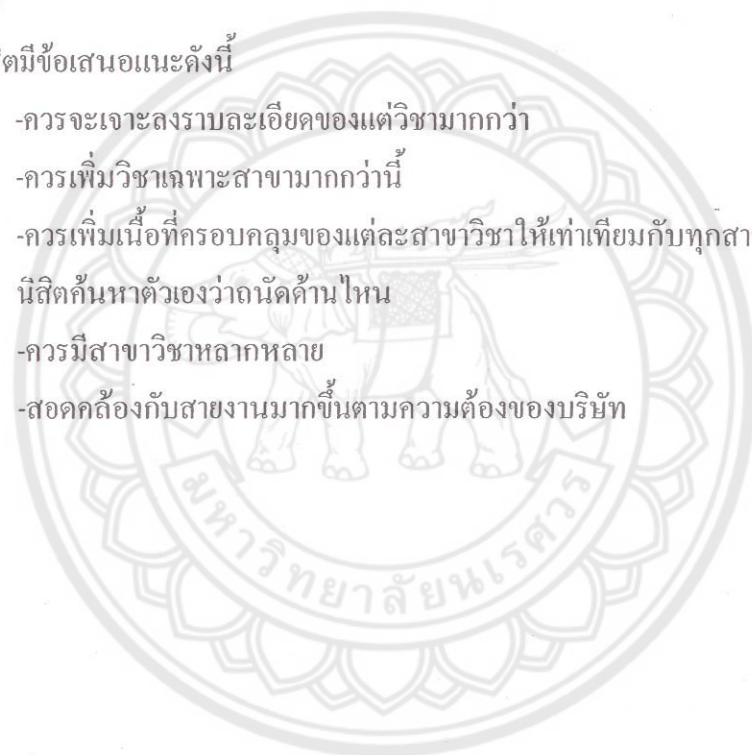 ตมีข้อเสนอแนะดังนี้
-ควรจะเจาะลงราบละเอียดของแต่วิชามากกว่า
-ควรเพิ่มวิชาเฉพาะสาขามากกว่านี้
-ควรเพิ่มเนื้อที่ครอบคลุมของแต่ละสาขาวิชาให้เท่าเทียมกับทุกสา
นิสิตค้นหาตัวเองว่าถนัดด้านไหน
-ควรมีสาขาวิชาหลากหลาย
-สอดคล้องกับสายงานมากขึ้นตามความต้องของบริษัท
มหาวิทยาลัยนเรศวร